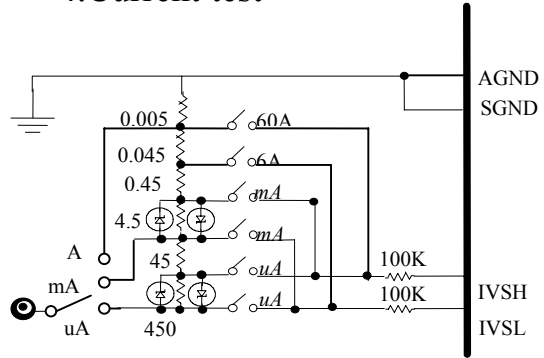 4.Current test
AGND
SGND
0.005
60A
0.045
6A
0.45
mA
4.5
mA
A
45
uA
100K
mA
IVSH
uA
100K
uA
450
IVSL